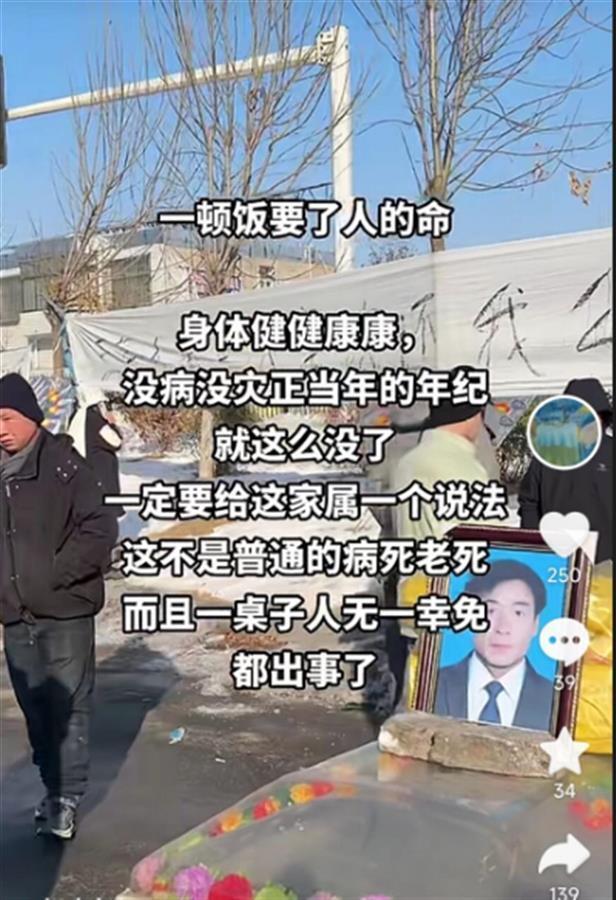 一顿饭要了人的命
身体健健康康，
没病没灾正当年的年纪
就这么没了
一定要给这家属一个说法
这不是普通的病死老死
而且一桌子人无一幸免
都出事了
我
250
39
34
139